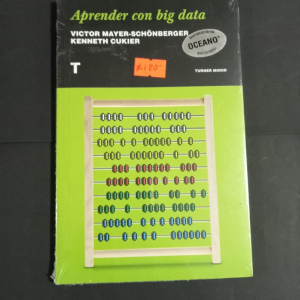 Aprender con big data
VICTOR MAYER-SCHÖNBERGER
KENNETH CUKIER
OCEANO
T
TURNER NOEMA